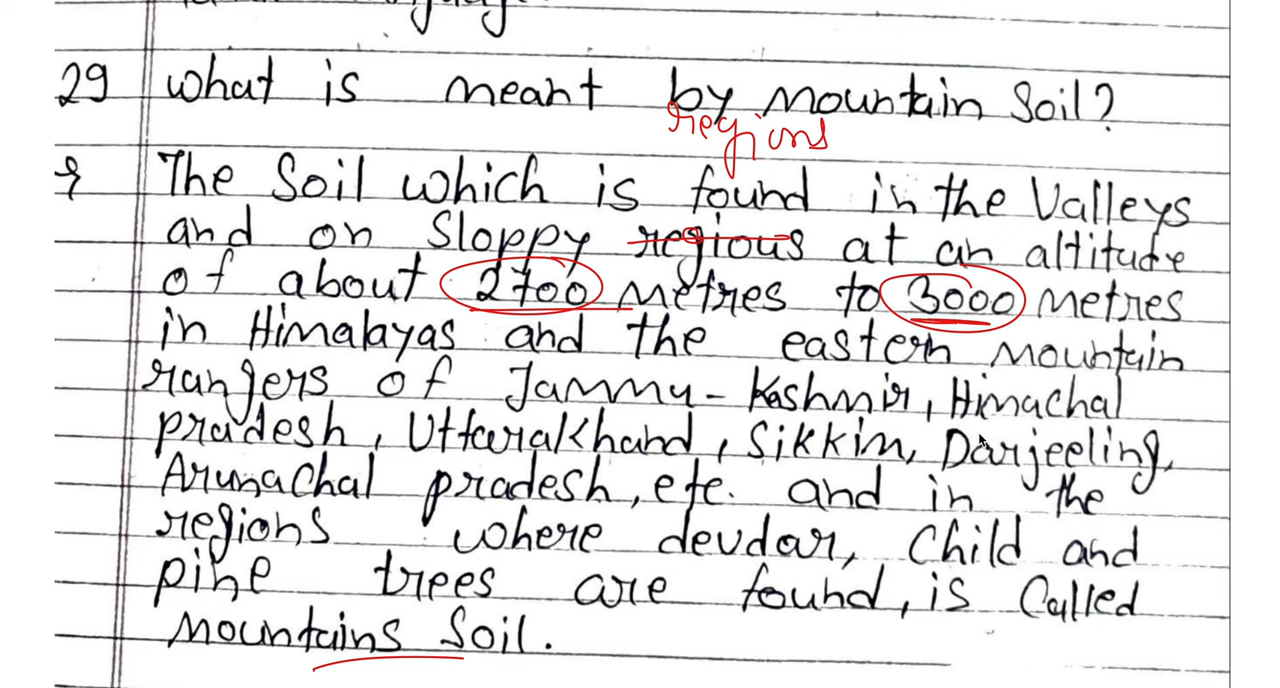 29 What is meant by Mountain Soil?
regions
The Soil which is found in the Valleys
and on Sloppy regious at an altitude
of about 2700 Metres to 3000 Metres
in Himalayas and the eastern Mountain
rangers of Jammu-Kashmir, Himachal
pradesh, Uttarakhand, Sikkim, Darjeeling,
Arunachal pradesh, etc. and in the
regions where devdar, Child and
pine trees are found, is Called
Mountains Soil.